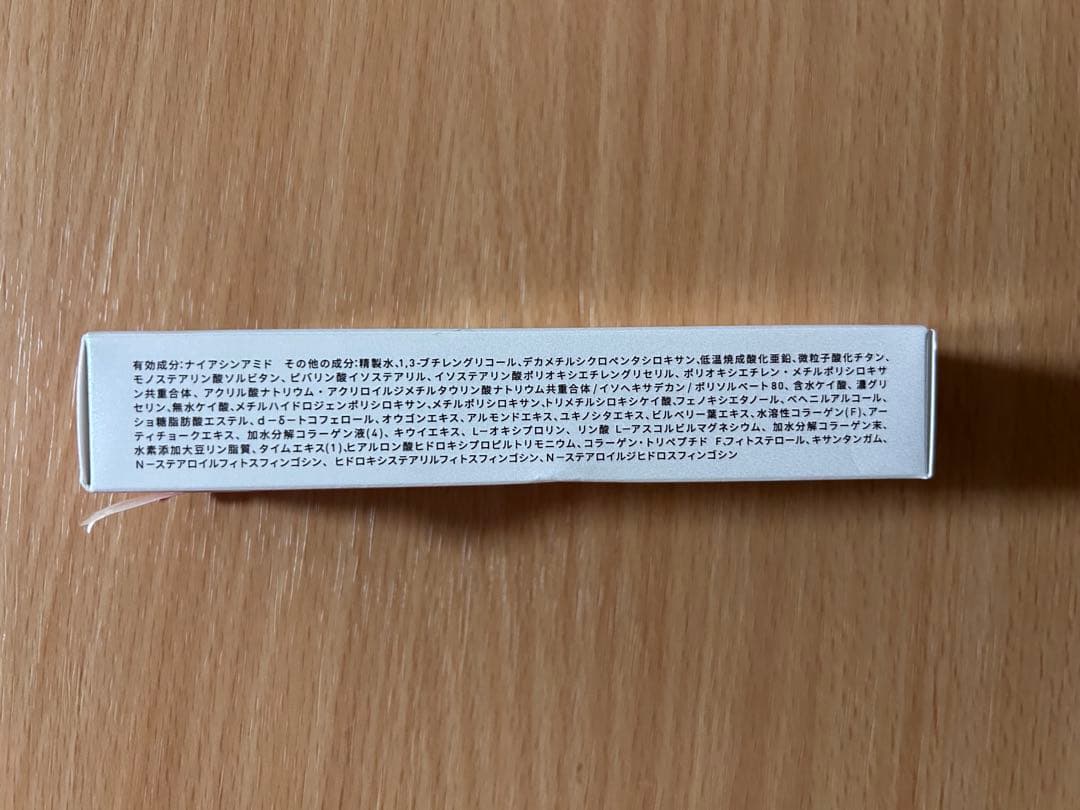 有効成分:ナイアシンアミド　その他の成分:精製水、1,3-ブチレングリコール、デカメチルシクロペンタシロキサン、低温焼成酸化亜鉛、微粒子酸化チタン、
モノステアリン酸ソルビタン、ピバリン酸イソステアリル、イソステアリン酸ポリオキシエチレングリセリル、ポリオキシエチレン・メチルポリシロキサ
ン共重合体、アクリル酸ナトリウム・アクリロイルジメチルタウリン酸ナトリウム共重合体/イソヘキサデカン/ポリソルベート80、含水ケイ酸、濃グリ
セリン、無水ケイ酸、メチルハイドロジェンポリシロキサン、メチルポリシロキサン、トリメチルシロキシケイ酸、フェノキシエタノール、ベヘニルアルコール、
ショ糖脂肪酸エステル、d-δ-トコフェロール、オウゴンエキス、アルモンドエキス、ユキノシタエキス、ビルベリー葉エキス、水溶性コラーゲン(F)、アー
ティチョークエキス、加水分解コラーゲン液(4)、キウイエキス、L-オキシプロリン、リン酸 L-アスコルビルマグネシウム、加水分解コラーゲン末、
水素添加大豆リン脂質、タイムエキス(1)、ヒアルロン酸ヒドロキシプロピルトリモニウム、コラーゲン・トリペプチド F、フィトステロール、キサンタンガム、
N-ステアロイルフィトスフィンゴシン、ヒドロキシステアリルフィトスフィンゴシン、N-ステアロイルジヒドロスフィンゴシン